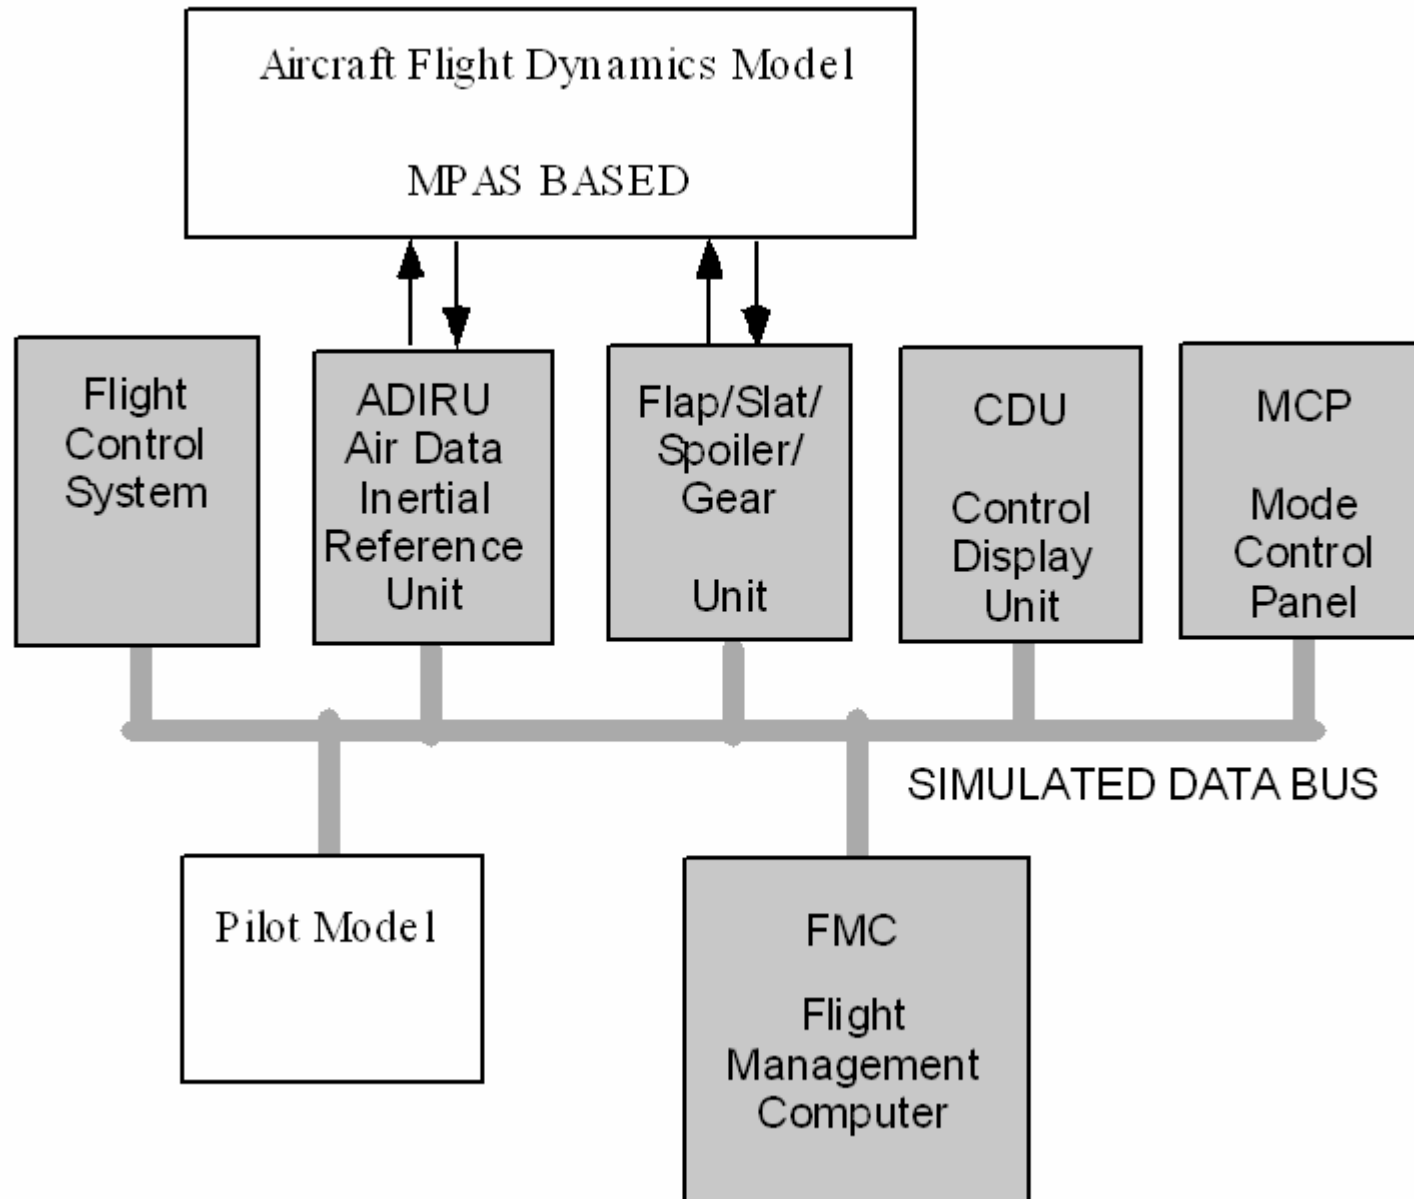 Aircraft Flight Dynamics Model
MPAS BASED
Flight
Control
System
ADIRU
Air Data
Inertial
Reference
Unit
Flap/Slat/
Spoiler/
Gear
Unit
CDU
Control
Display
Unit
MCP
Mode
Control
Panel
SIMULATED DATA BUS
Pilot Model
FMC
Flight
Management
Computer